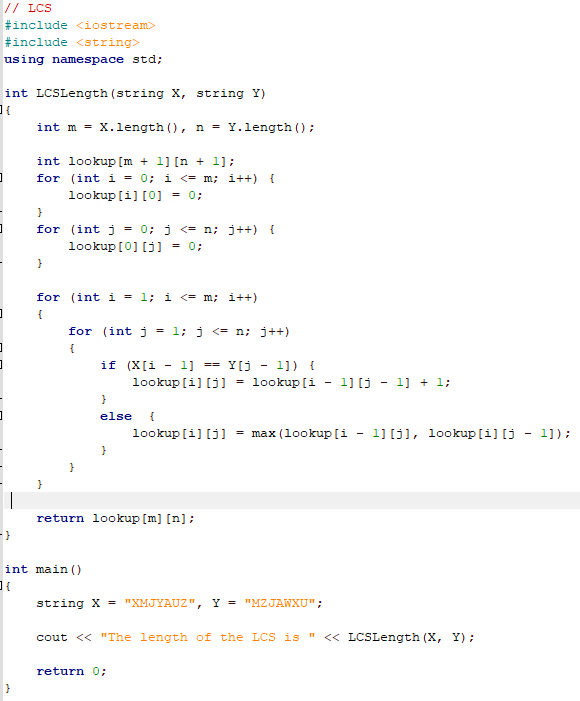 // LCS
#include <iostream>
#include <string>
using namespace std;
int LCSLength(string X, string Y)
{
int m = X.length(), n = Y.length();
int lookup[m + 1][n + 1];
for (int i = 0; i <= m; i++) {
lookup[i][0] = 0;
}
for (int j = 0; j <= n; j++) {
lookup[0][j] = 0;
}
for (int i = 1; i <= m; i++)
{
for (int j = 1; j <= n; j++)
{
if (X[i - 1] == Y[j - 1]) {
lookup[i][j] = lookup[i - 1][j - 1] + 1;
}
else {
lookup[i][j] = max(lookup[i - 1][j], lookup[i][j - 1]);
}
}
}
return lookup[m][n];
}
int main()
{
string X = "XMJYAUZ", Y = "MZJAWXU";
cout << "The length of the LCS is " << LCSLength(X, Y);
return 0;
}